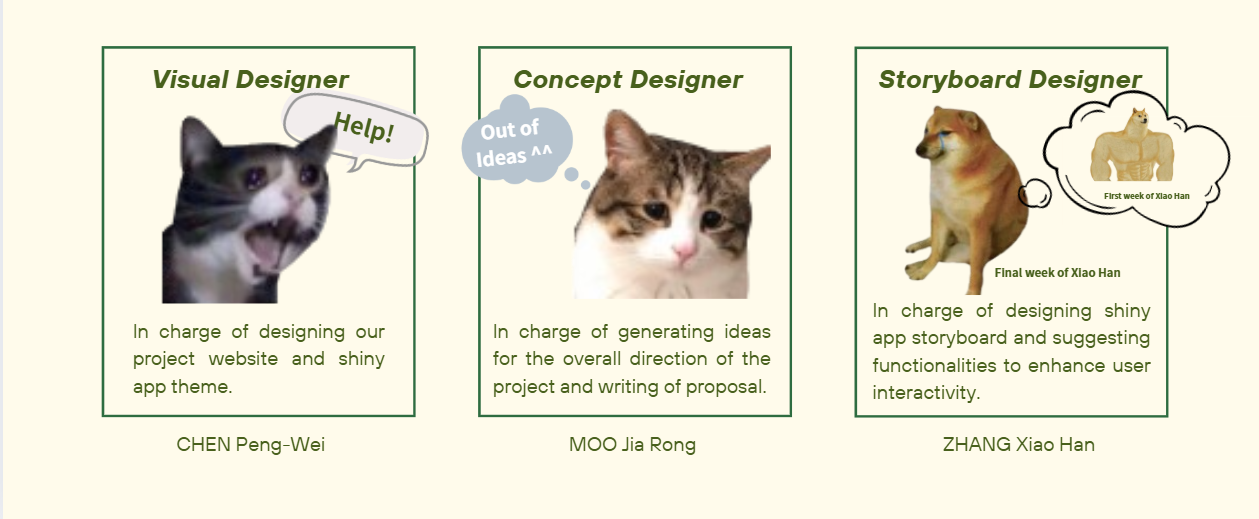 Visual Designer
Help!
In charge of designing our
project website and shiny
app theme.
CHEN Peng-Wei
Concept Designer
Out of
Ideas ^^
In charge of generating ideas
for the overall direction of the
project and writing of proposal.
MOO Jia Rong
Storyboard Designer
First week of Xiao Han
Final week of Xiao Han
In charge of designing shiny
app storyboard and suggesting
functionalities to enhance user
interactivity.
ZHANG Xiao Han